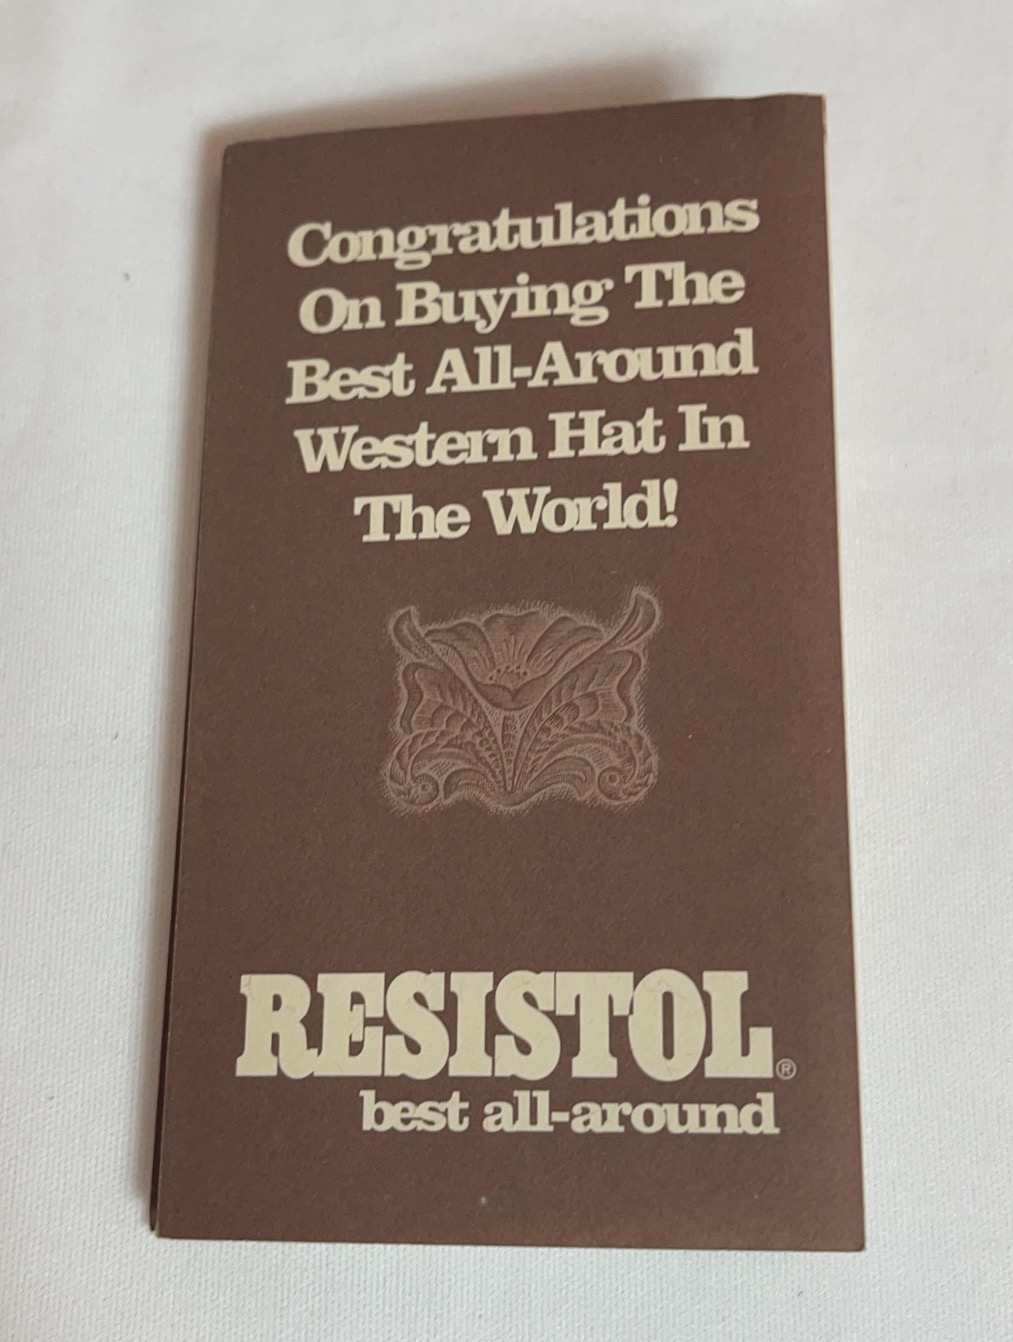 Congratulations
On Buying The
Best All-Around
Western Hat In
The World!
RESISTOL®
best all-around